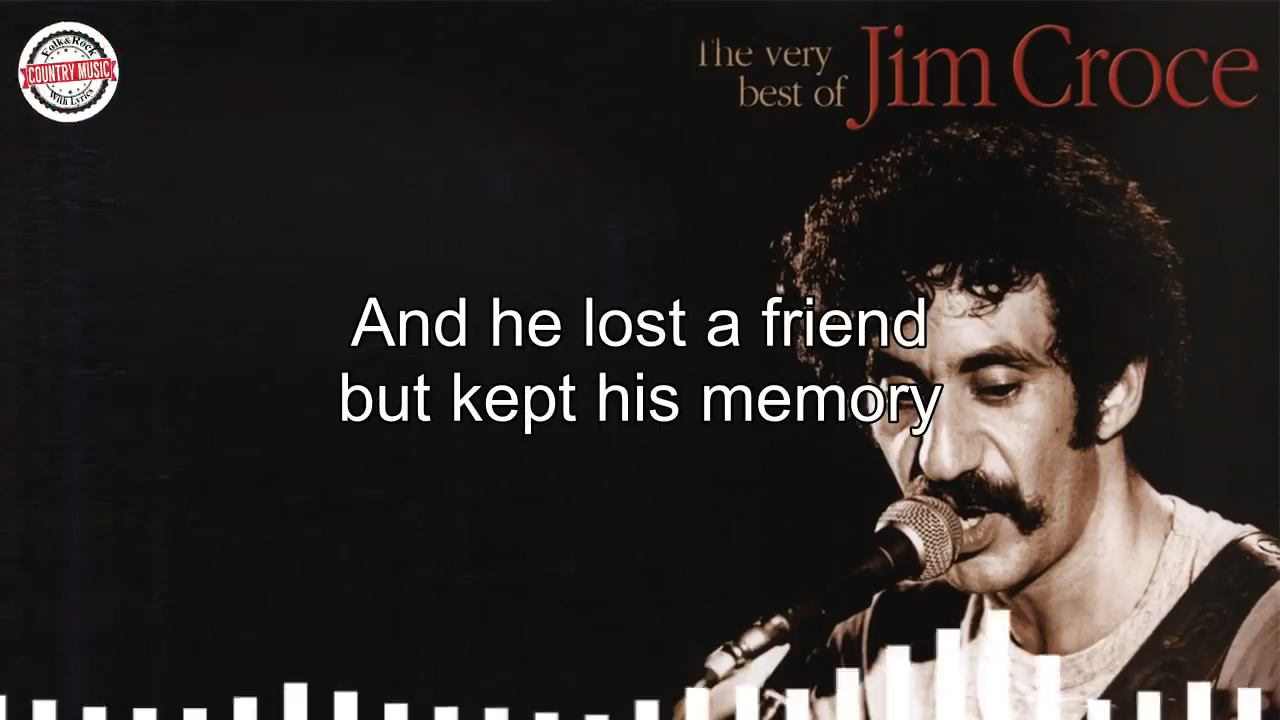 Folk&Rock
COUNTRY MUSIC
With Lyrics
The very
best of
Jim Croce
And he lost a friend
but kept his memory